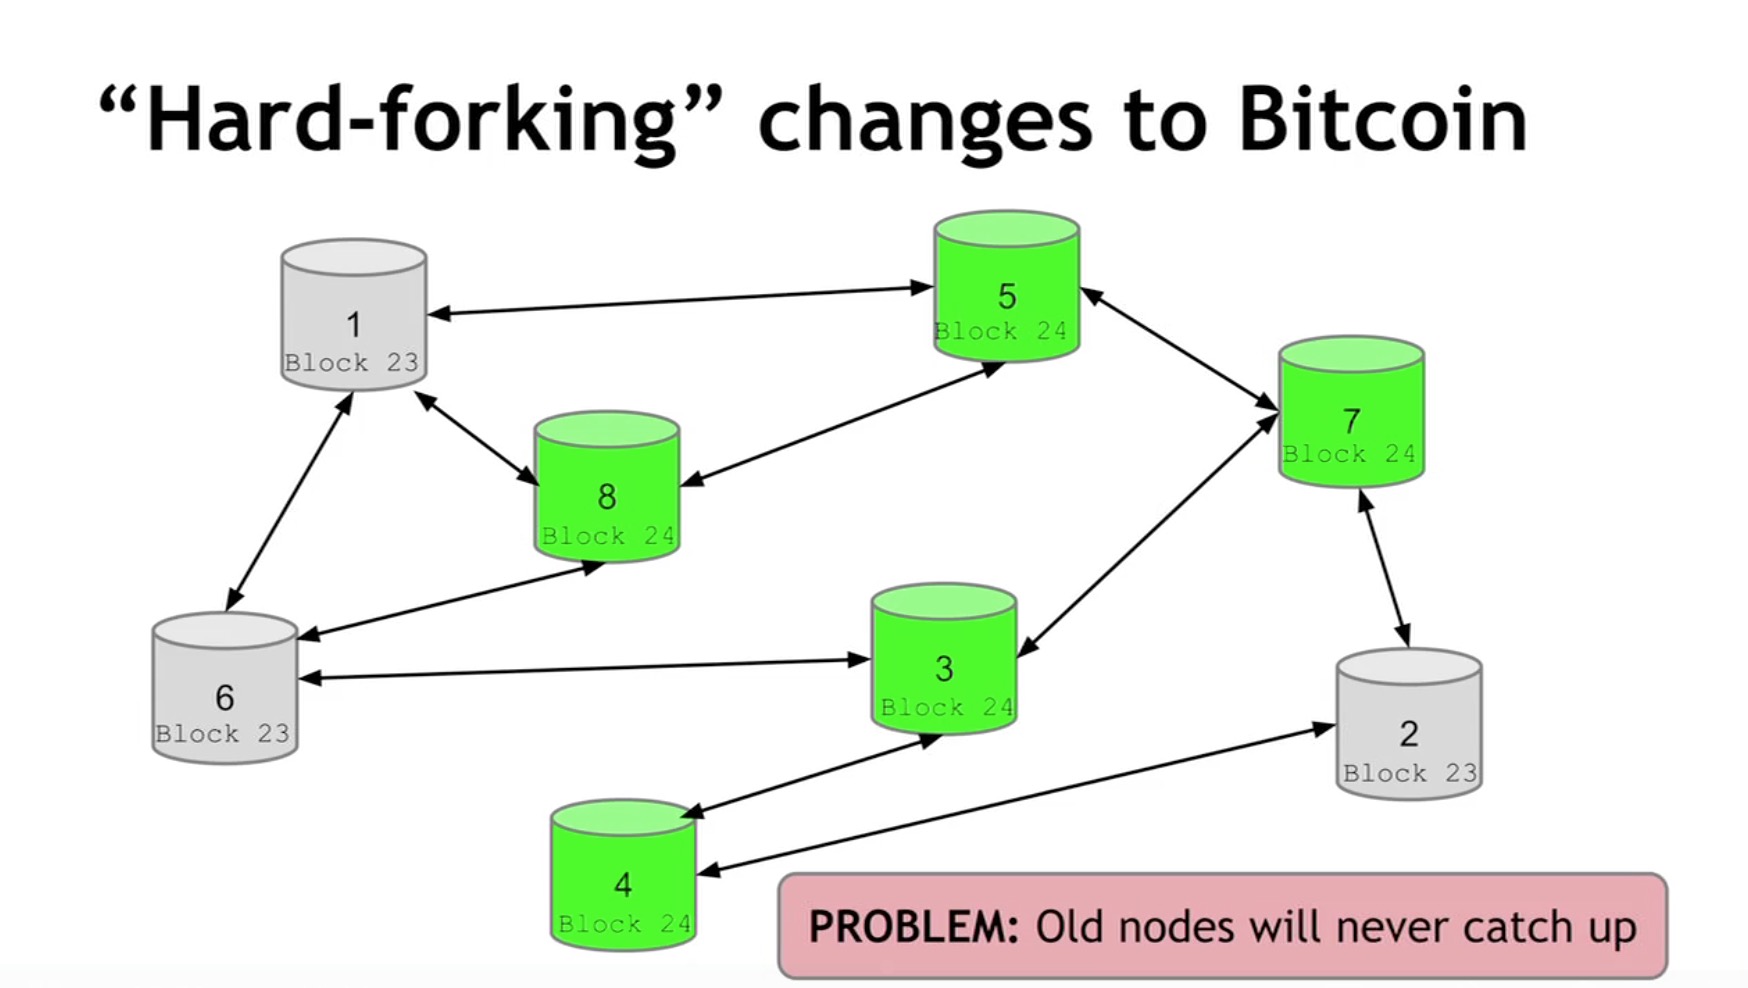 “Hard-forking” changes to Bitcoin
1
Block 23
5
Block 24
7
Block 24
8
Block 24
6
Block 23
3
Block 24
2
Block 23
4
Block 24
PROBLEM: Old nodes will never catch up